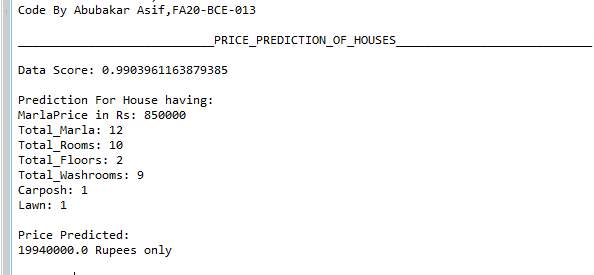 Code By Abubakar Asif,FA20-BCE-013
____________________________PRICE_PREDICTION_OF_HOUSES____________________________
Data Score: 0.9903961163879385
Prediction For House having:
MarlaPrice in Rs: 850000
Total_Marla: 12
Total_Rooms: 10
Total_Floors: 2
Total_Washrooms: 9
Carposh: 1
Lawn: 1
Price Predicted:
19940000.0 Rupees only